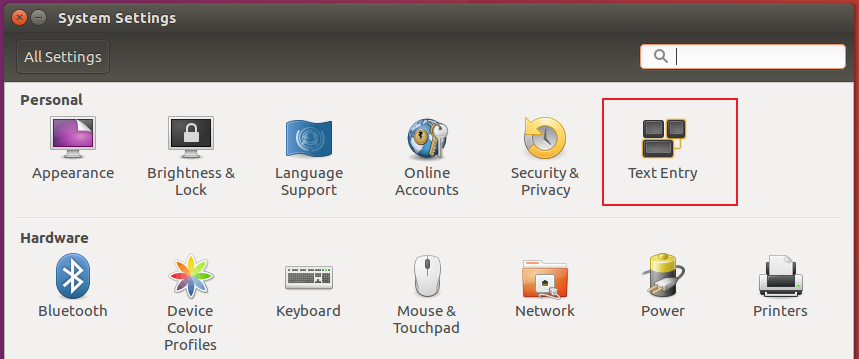 System Settings
All Settings
Personal
Appearance
Brightness &
Lock
Language
Support
Online
Accounts
Security &
Privacy
Text Entry
Hardware
Bluetooth
Device
Colour
Profiles
Keyboard
Mouse &
Touchpad
Network
Power
Printers